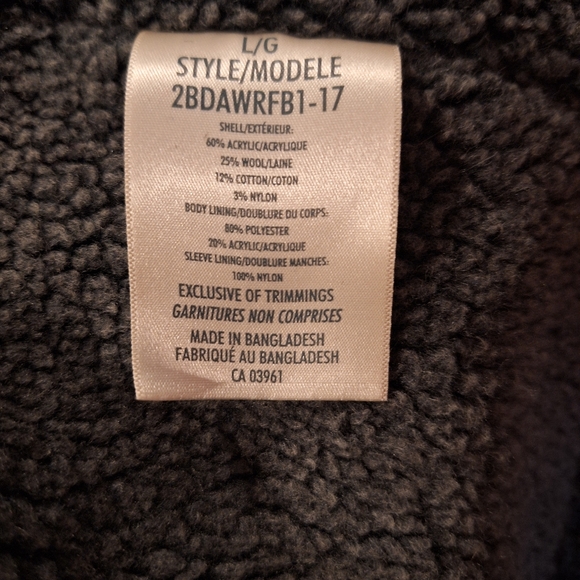 L/G
STYLE/MODELE
2BDAWRFB1-17
SHELL/EXTÉRIEUR:
60% ACRYLIC/ACRYLIQUE
25% WOOL/LAINE
12% COTTON/COTON
3% NYLON
BODY LINING/DOUBLURE DU CORPS:
80% POLYESTER
20% ACRYLIC/ACRYLIQUE
SLEEVE LINING/DOUBLURE MANCHES:
100% NYLON
EXCLUSIVE OF TRIMMINGS
GARNITURES NON COMPRISES
MADE IN BANGLADESH
FABRIQUÉ AU BANGLADESH
CA 03961